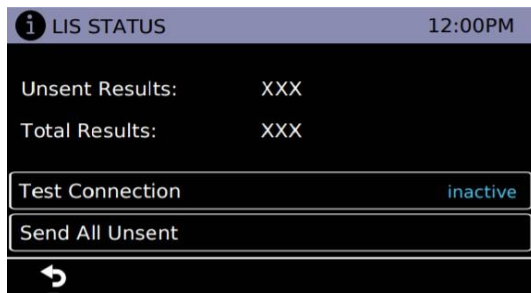 i LIS STATUS 12:00PM
Unsent Results: XXX
Total Results: XXX
Test Connection inactive
Send All Unsent